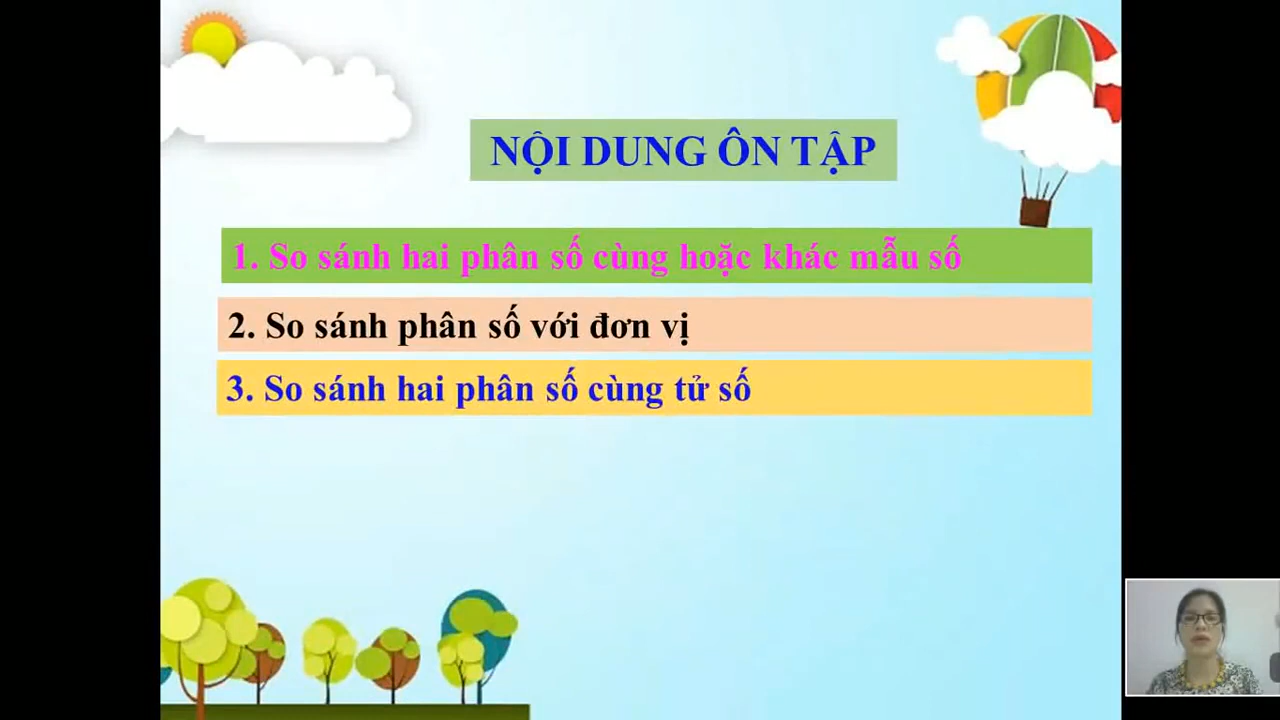 NỘI DUNG ÔN TẬP
1. So sánh hai phân số cùng hoặc khác mẫu số
2. So sánh phân số với đơn vị
3. So sánh hai phân số cùng tử số